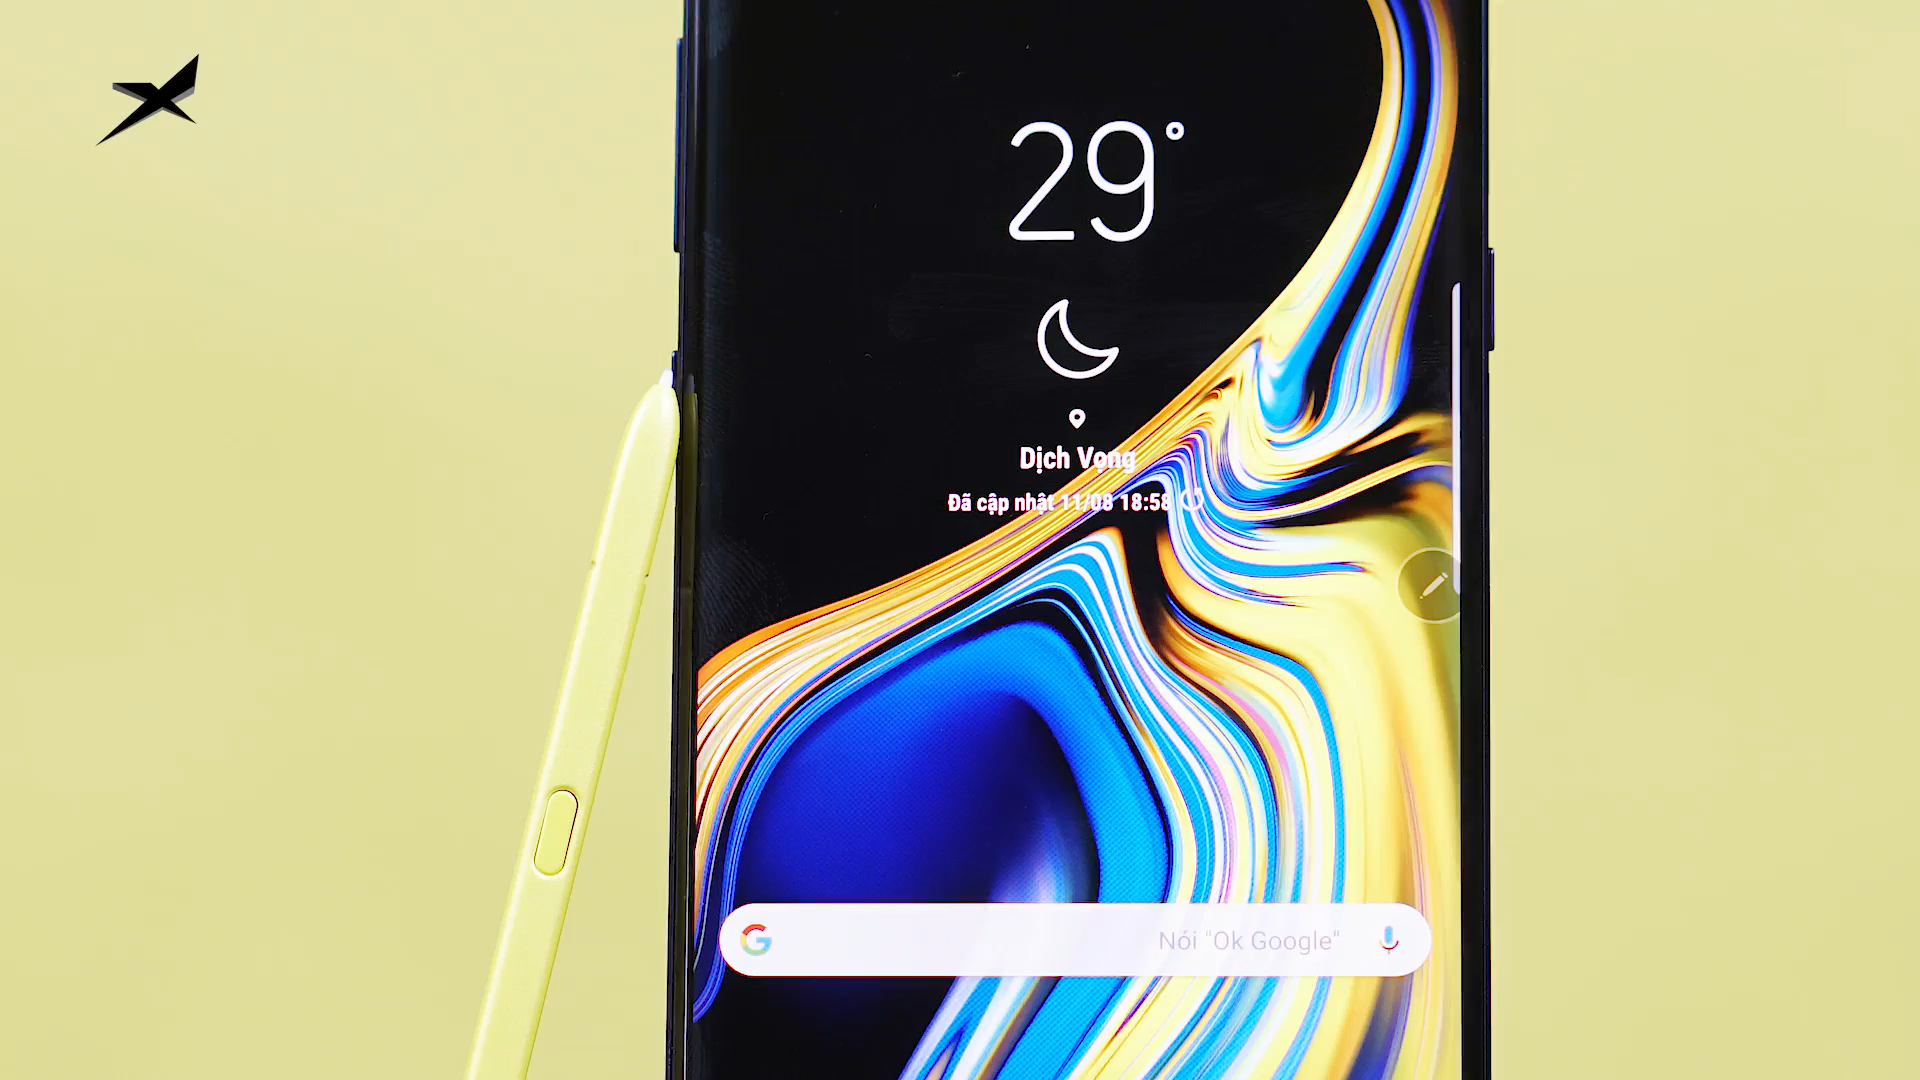 29°
Dịch Vọng
Đã cập nhật 11/08 18:58
Nói "Ok Google"